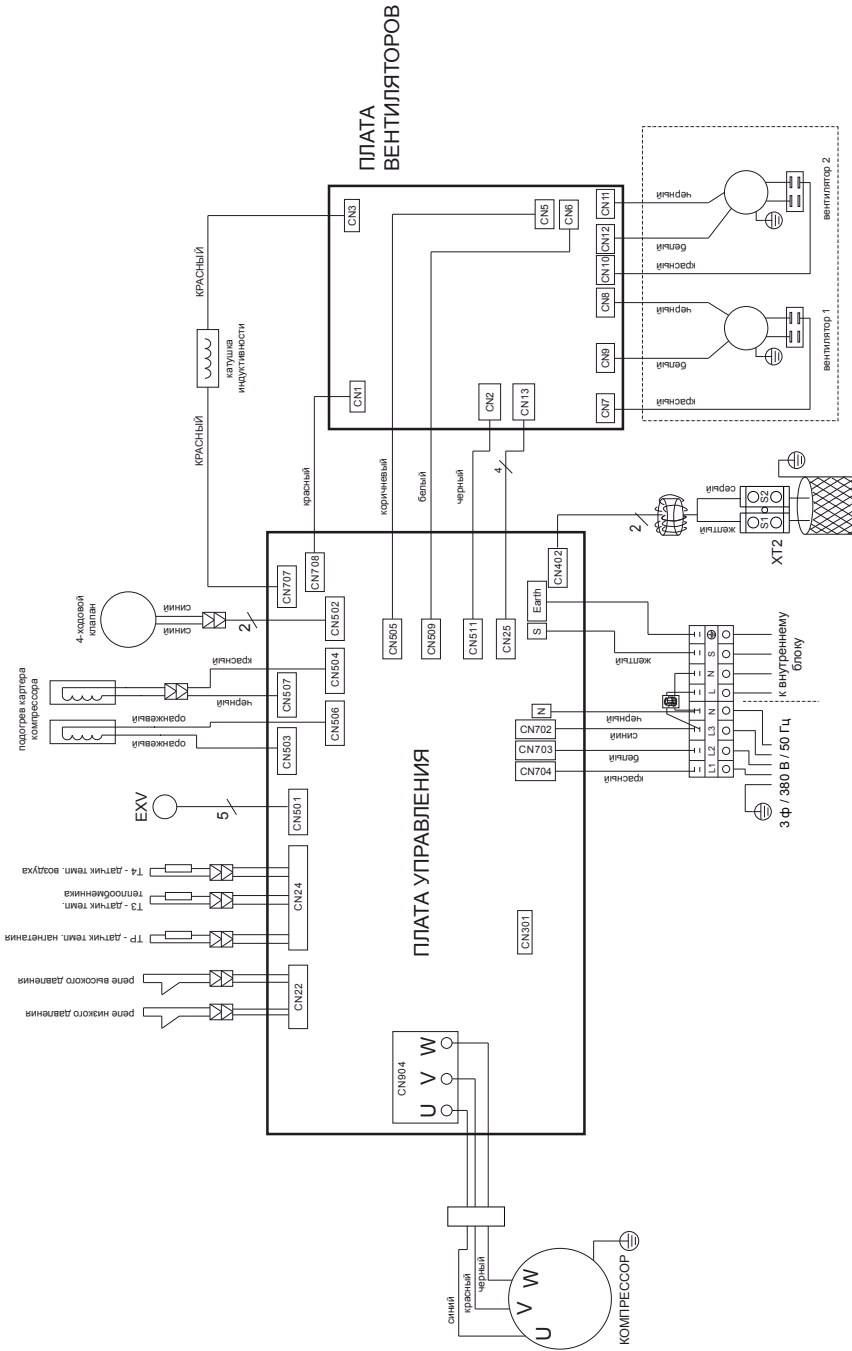 ПЛАТА
ВЕНТИЛЯТОРОВ
КРАСНЫЙ
катушка
индуктивности
КРАСНЫЙ
CN3
CN1
CN5
CN6
CN2
CN13
CN11
CN12
CN10
CN8
CN9
CN7
черный
белый
красный
черный
белый
красный
вентилятор 2
вентилятор 1
красный
коричневый
белый
черный
4
4-ходовой
клапан
синий
синий
2
подогрев картера
компрессора
красный
черный
оранжевый
оранжевый
EXV
5
T4 - датчик темп. воздуха
T3 - датчик темп.
теплообменника
TP - датчик темп. нагнетания
реле высокого давления
реле низкого давления
CN707
CN708
CN502
CN504
CN507
CN506
CN503
CN501
CN24
CN22
CN505
CN509
CN511
CN25
CN402
Earth
S
N
CN702
CN703
CN704
CN301
ПЛАТА УПРАВЛЕНИЯ
CN904
U
V
W
синий
красный
черный
U
V
W
КОМПРЕССОР
2
желтый
серый
S1
S2
XT2
желтый
черный
синий
белый
красный
L1
L2
L3
N
L
N
S
к внутреннему
блоку
3 ф / 380 В / 50 Гц